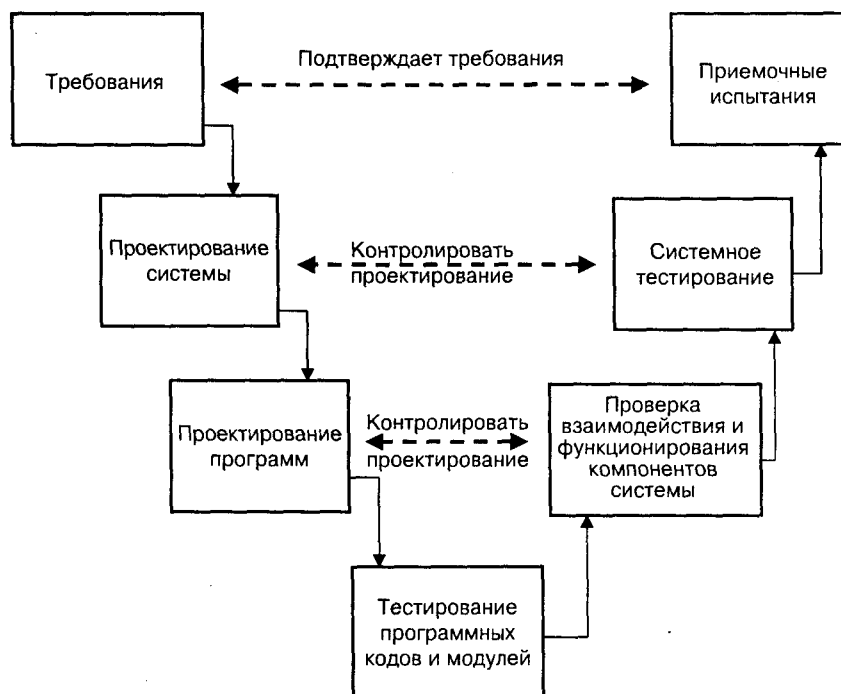 Требования
Подтверждает требования
Приемочные
испытания
Проектирование
системы
Контролировать
проектирование
Системное
тестирование
Проектирование
программ
Контролировать
проектирование
Проверка
взаимодействия и
функционирования
компонентов
системы
Тестирование
программных
кодов и модулей